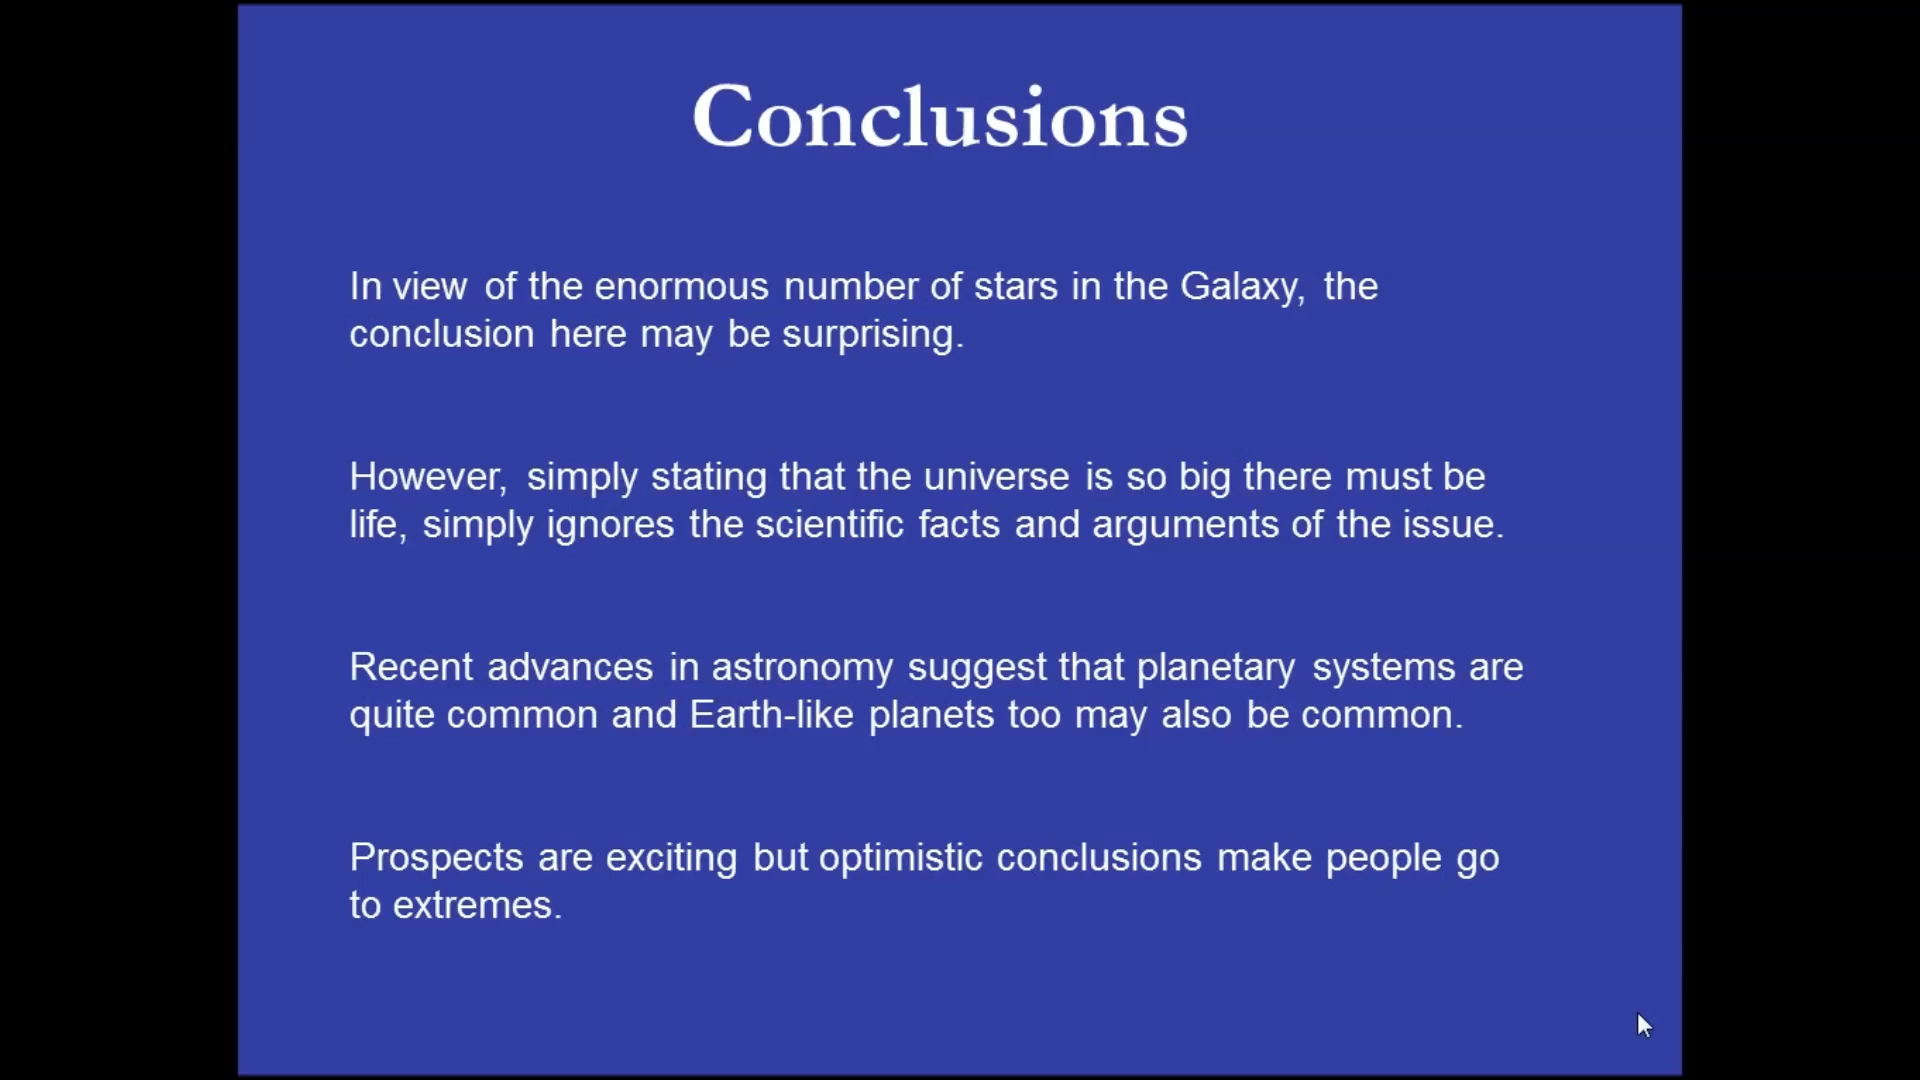 Conclusions
In view of the enormous number of stars in the Galaxy, the
conclusion here may be surprising.
However, simply stating that the universe is so big there must be
life, simply ignores the scientific facts and arguments of the issue.
Recent advances in astronomy suggest that planetary systems are
quite common and Earth-like planets too may also be common.
Prospects are exciting but optimistic conclusions make people go
to extremes.